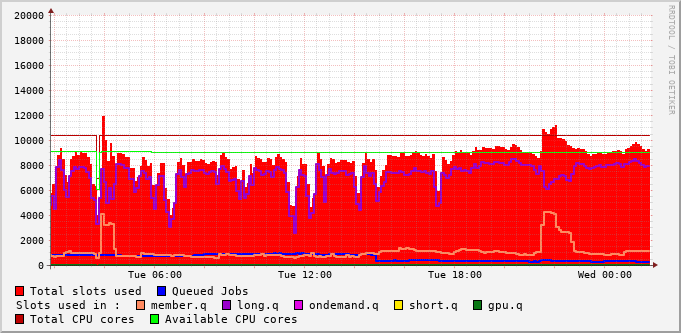 20000
18000
16000
14000
12000
10000
8000
6000
4000
2000
0
Tue 06:00 Tue 12:00 Tue 18:00 Wed 00:00
Total slots used Queued Jobs
Slots used in : member.q long.q ondemand.q short.q gpu.q
Total CPU cores Available CPU cores
RRDTOOL / TOBI OETIKER